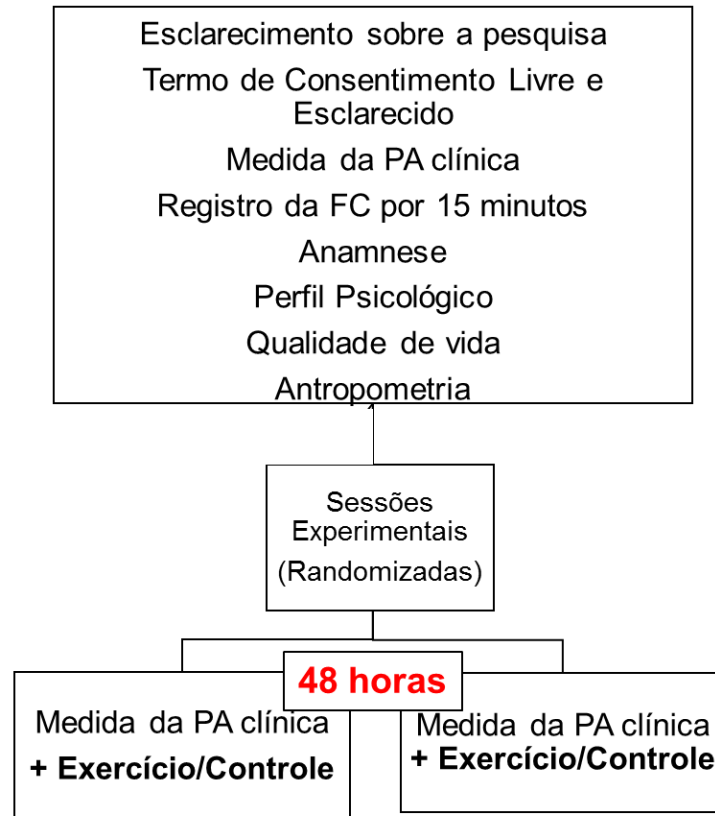 Esclarecimento sobre a pesquisa
Termo de Consentimento Livre e
Esclarecido
Medida da PA clínica
Registro da FC por 15 minutos
Anamnese
Perfil Psicológico
Qualidade de vida
Antropometria
Sessões
Experimentais
(Randomizadas)
48 horas
Medida da PA clínica
+ Exercício/Controle
Medida da PA clínica
+ Exercício/Controle